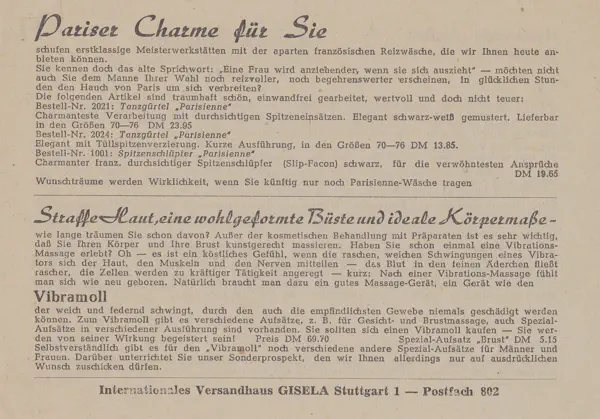 Pariser Charme für Sie
schufen erstklassige Meisterwerkstätten mit der aparten französischen Reizwäsche, die wir Ihnen heute an-
bieten können.
Sie kennen doch das alte Sprichwort: „Eine Frau wird anziehender, wenn sie sich auszieht" — möchten nicht
auch Sie dem Manne Ihrer Wahl noch reizvoller, noch begehrenswerter erscheinen, in glücklichen Stun-
den den Hauch von Paris um sich verbreiten?
Die folgenden Artikel sind traumhaft schön, einwandfrei gearbeitet, wertvoll und doch nicht teuer:
Bestell-Nr. 2021: Tanzgürtel „Parisienne"
Charmanteste Verarbeitung mit durchsichtigen Spitzeneinsätzen. Elegant schwarz-weiß gemustert. Lieferbar
in den Größen 70—76 DM 23.95
Bestell-Nr. 2024: Tanzgürtel „Parisienne"
Elegant mit Tüllspitzenverzierung. Kurze Ausführung, in den Größen 70—76 DM 13.85.
Bestell-Nr. 1001: Spitzenschlüpfer „Parisienne"
Charmanter franz. durchsichtiger Spitzenschlüpfer (Slip-Facon) schwarz, für die verwöhntesten Ansprüche
DM 19.65
Wunschträume werden Wirklichkeit, wenn Sie künftig nur noch Parisienne-Wäsche tragen
Straffe Haut, eine wohlgeformte Büste und ideale Körpermaße –
wie lange träumen Sie schon davon? Außer der kosmetischen Behandlung mit Präparaten ist es sehr wichtig,
daß Sie Ihren Körper und Ihre Brust kunstgerecht massieren. Haben Sie schon einmal eine Vibrations-
Massage erlebt? Oh — es ist ein köstliches Gefühl, wenn die raschen, weichen Schwingungen eines Vibra-
tors sich der Haut, den Muskeln und den Nerven mitteilen — das Blut in den feinen Äderchen fließt
rascher, die Zellen werden zu kräftiger Tätigkeit angeregt — kurz: Nach einer Vibrations-Massage fühlt
man sich wie neu geboren. Natürlich braucht man dazu ein gutes Massage-Gerät, ein Gerät wie den
Vibramoll
der weich und federnd schwingt, durch den auch die empfindlichsten Gewebe niemals geschädigt werden
können. Zum Vibramoll gibt es verschiedene Aufsätze, z. B. für Gesicht- und Brustmassage, auch Spezial-
Aufsätze in verschiedener Ausführung sind vorhanden. Sie sollten sich einen Vibramoll kaufen — Sie wer-
den von seiner Wirkung begeistert sein! Preis DM 69.70 Spezial-Aufsatz „Brust" DM 5.15
Selbstverständlich gibt es für den „Vibramoll" noch verschiedene andere Spezial-Aufsätze für Männer und
Frauen. Darüber unterrichtet Sie unser Sonderprospekt, den wir Ihnen allerdings nur auf ausdrücklichen
Wunsch zuschicken dürfen.
Internationales Versandhaus GISELA Stuttgart 1 — Postfach 802